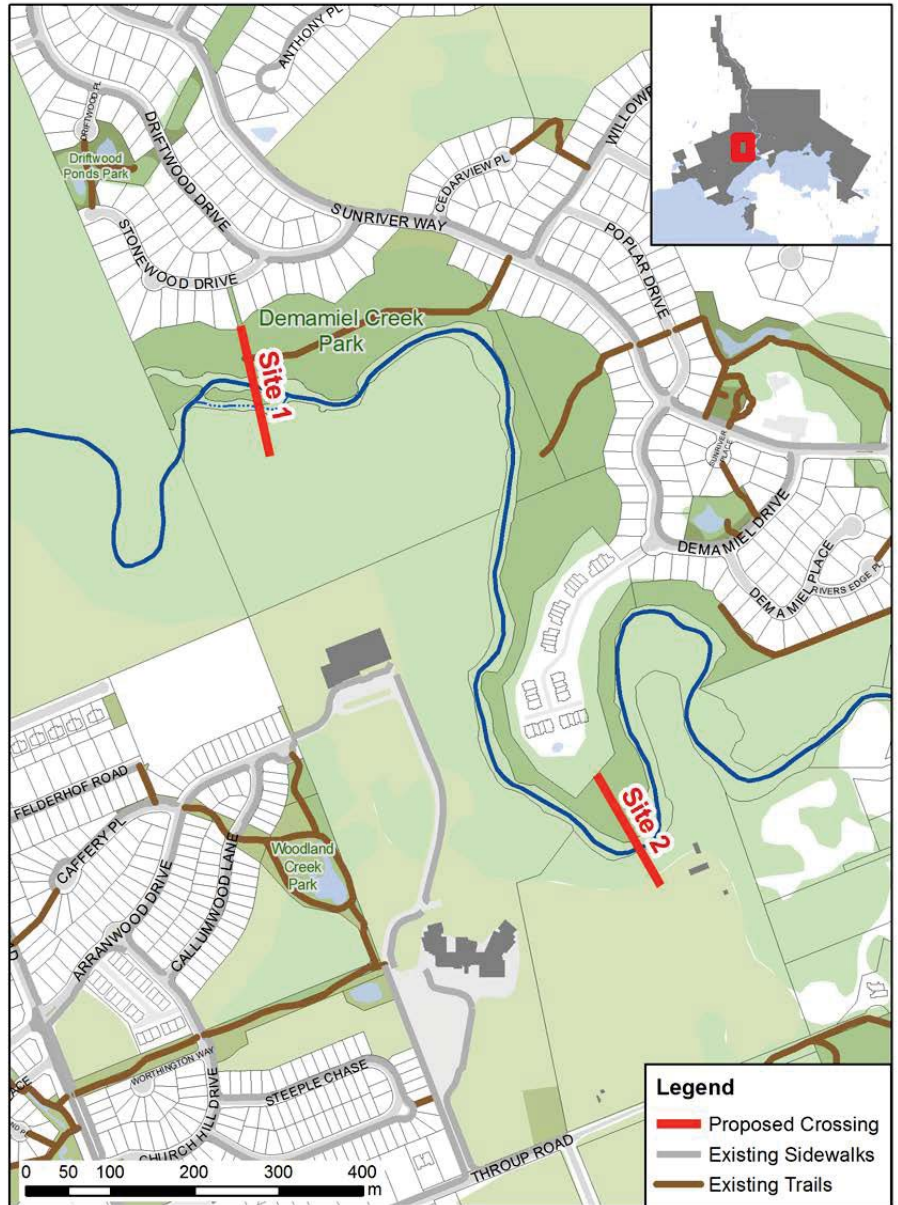 ANTHONY PL
DRIFTWOOD PL
DRIFTWOOD DRIVE
Driftwood
Ponds Park
STONEWOOD DRIVE
SUNRIVER WAY
CEDARVIEW PL
WILLOWP
POPLAR DRIVE
Demamiel Creek
Park
Site 1
SUNRIVER
PLACE
DEMAMIEL DRIVE
DEMAMIEL PLACE
RIVERS EDGE PL
Site 2
FELDERHOF ROAD
CAFFERY PL
ARRANWOOD DRIVE
CALLUMWOOD LANE
Woodland
Creek
Park
WORTHINGTON WAY
STEEPLE CHASE
CHURCH HILL DRIVE
THROUP ROAD
0 50 100 200 300 400
m
Legend
Proposed Crossing
Existing Sidewalks
Existing Trails